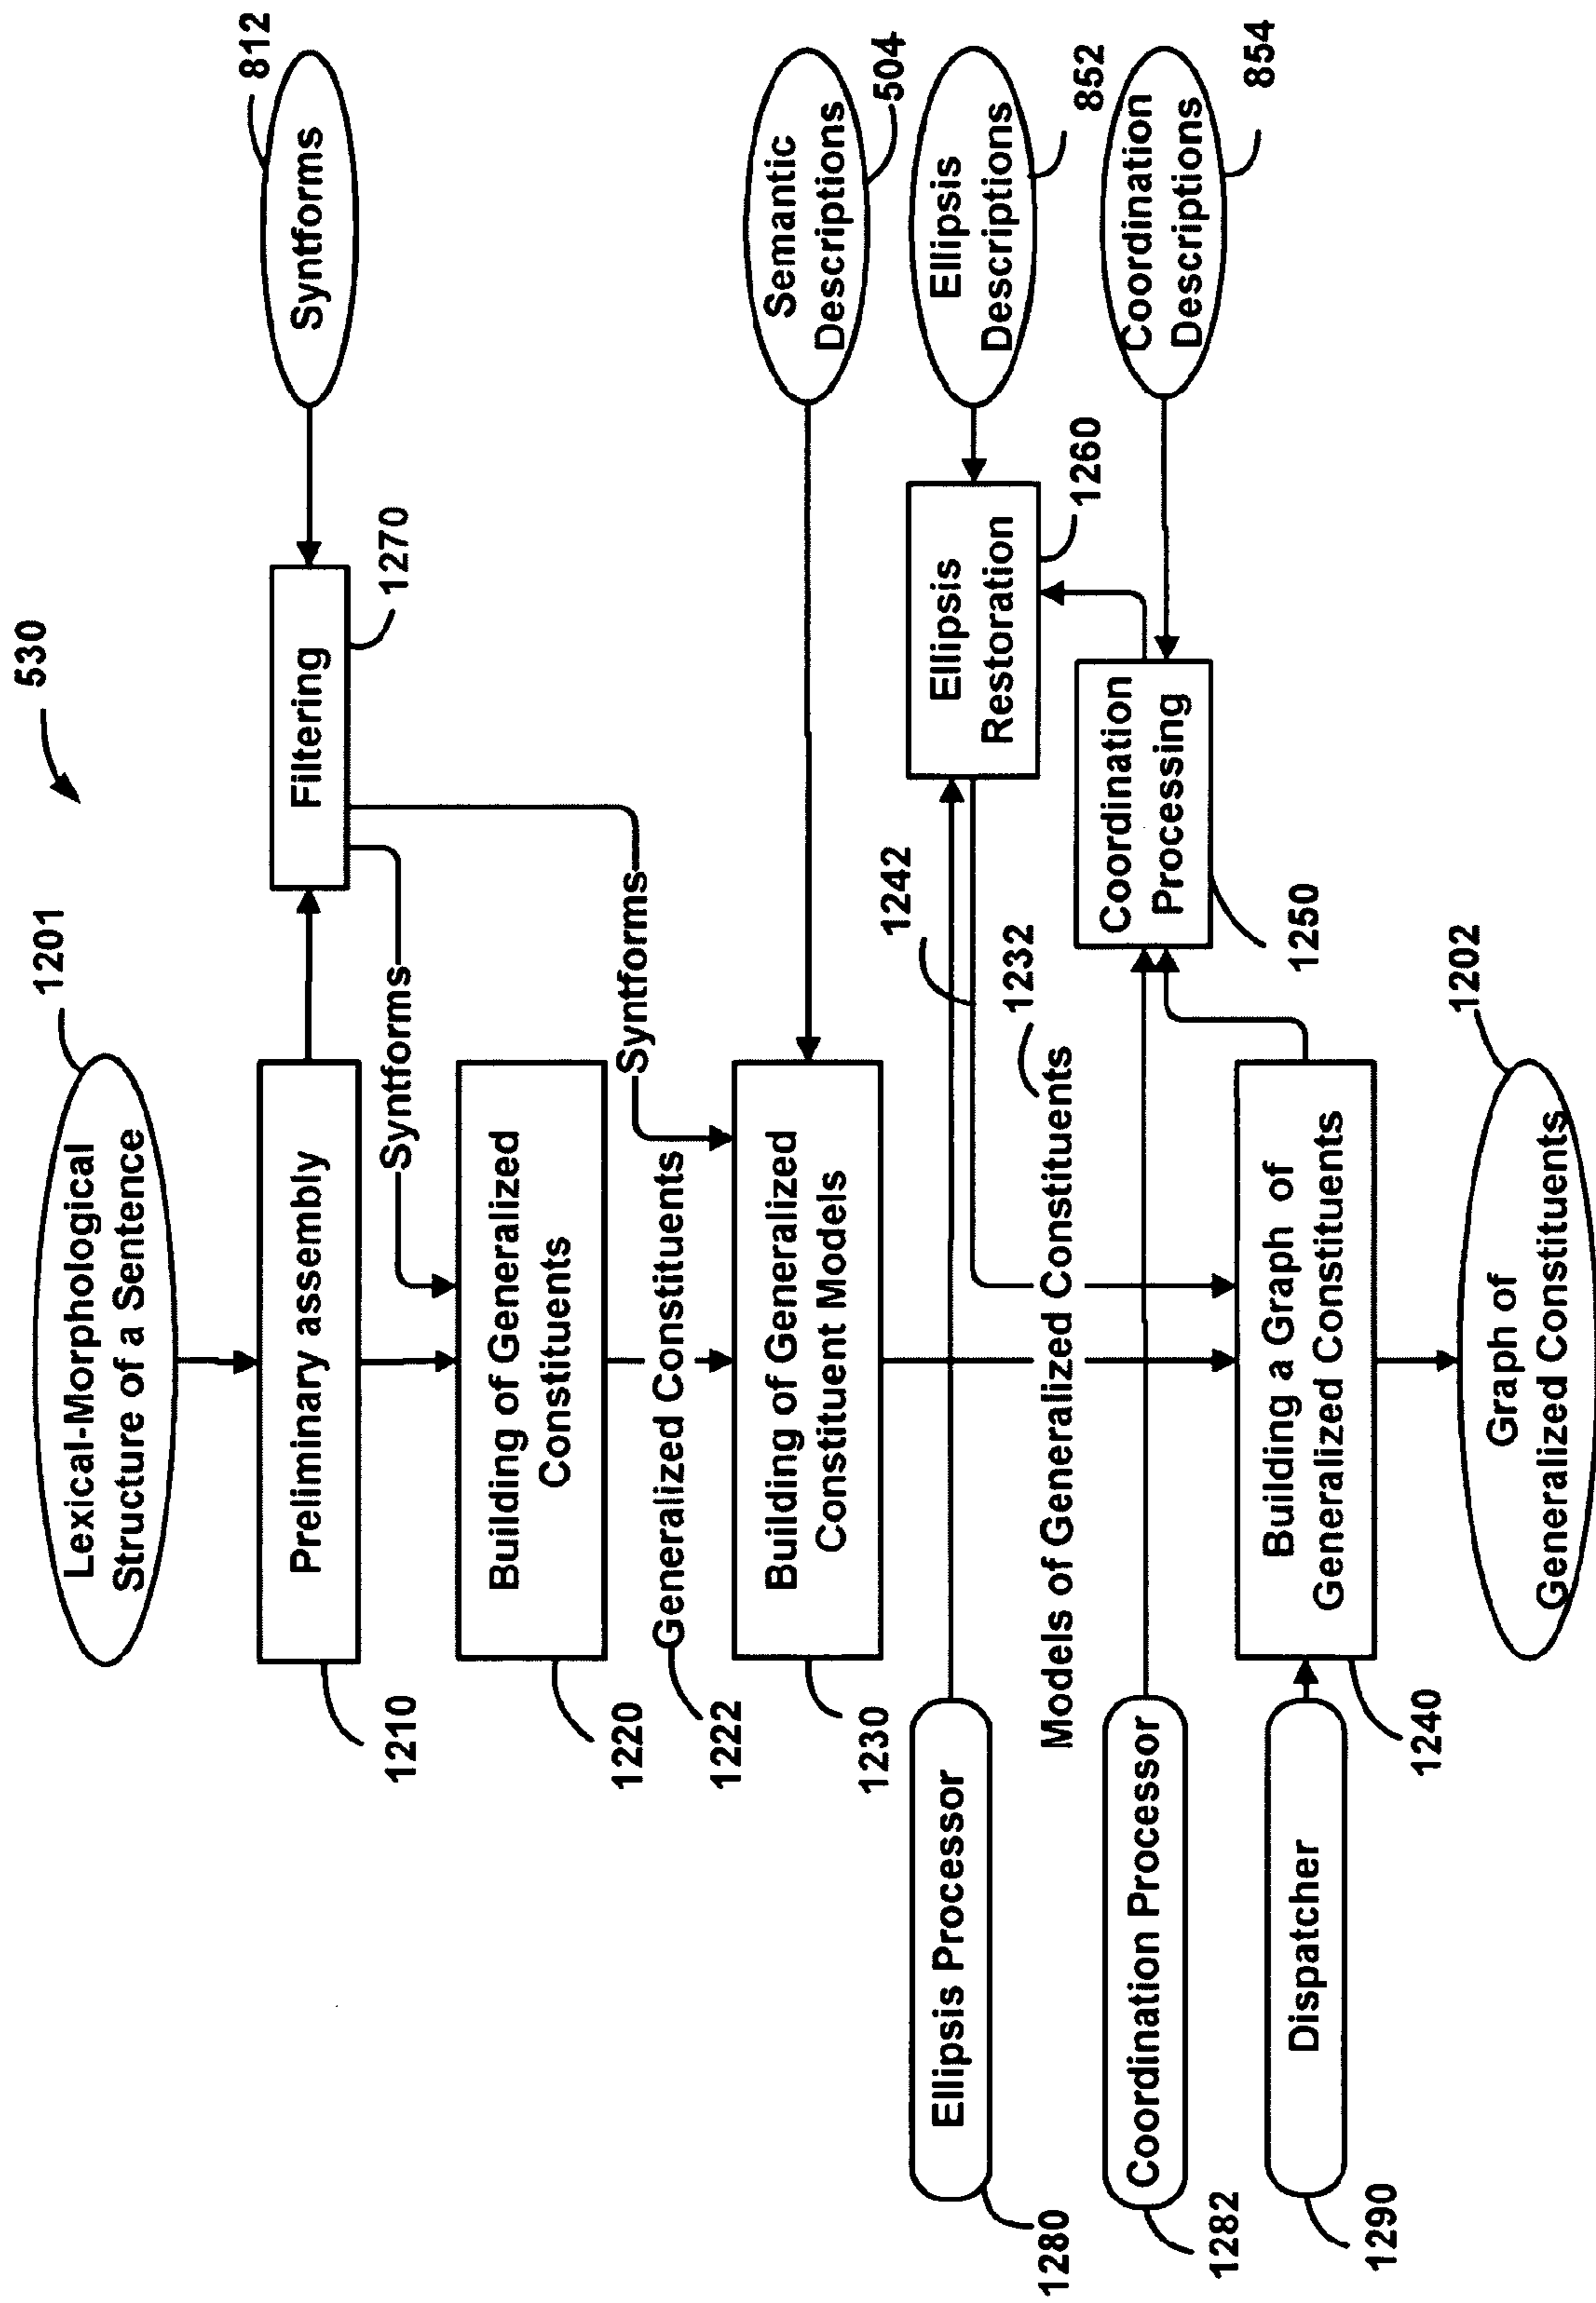 530
1201
Lexical-Morphological
Structure of a Sentence
812
Syntforms
1210
Preliminary assembly
Filtering
1270
Syntforms
1220
Building of Generalized
Constituents
Syntforms
1222
Generalized Constituents
1230
Building of Generalized
Constituent Models
Semantic
Descriptions
504
1242
1280
Ellipsis Processor
Ellipsis
Restoration
1260
Ellipsis
Descriptions
852
1232
Models of Generalized Constituents
1282
Coordination Processor
Coordination
Processing
1250
Coordination
Descriptions
854
1290
Dispatcher
1240
Building a Graph of
Generalized Constituents
1202
Graph of
Generalized Constituents